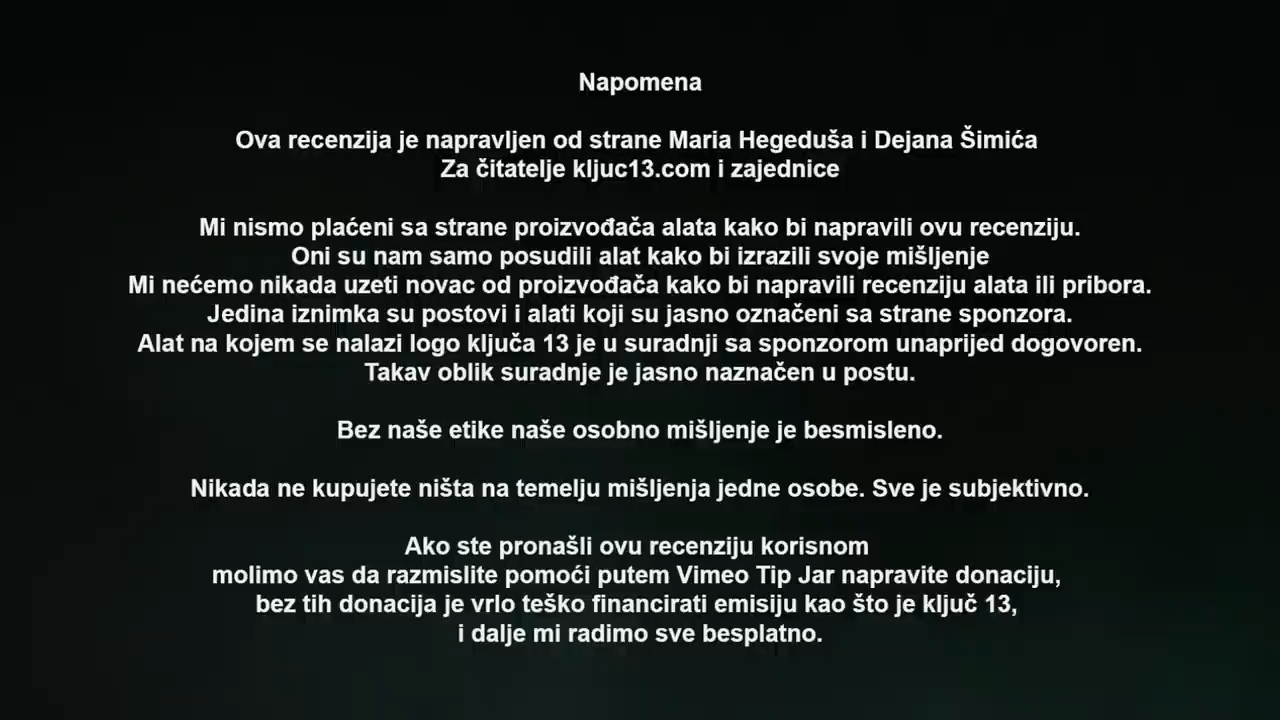 Napomena
Ova recenzija je napravljen od strane Maria Hegeduša i Dejana Šimića
Za čitatelje kljuc13.com i zajednice
Mi nismo plaćeni sa strane proizvođača alata kako bi napravili ovu recenziju.
Oni su nam samo posudili alat kako bi izrazili svoje mišljenje
Mi nećemo nikada uzeti novac od proizvođača kako bi napravili recenziju alata ili pribora.
Jedina iznimka su postovi i alati koji su jasno označeni sa strane sponzora.
Alat na kojem se nalazi logo ključa 13 je u suradnji sa sponzorom unaprijed dogovoren.
Takav oblik suradnje je jasno naznačen u postu.
Bez naše etike naše osobno mišljenje je besmisleno.
Nikada ne kupujete ništa na temelju mišljenja jedne osobe. Sve je subjektivno.
Ako ste pronašli ovu recenziju korisnom
molimo vas da razmislite pomoći putem Vimeo Tip Jar napravite donaciju,
bez tih donacija je vrlo teško financirati emisiju kao što je ključ 13,
i dalje mi radimo sve besplatno.